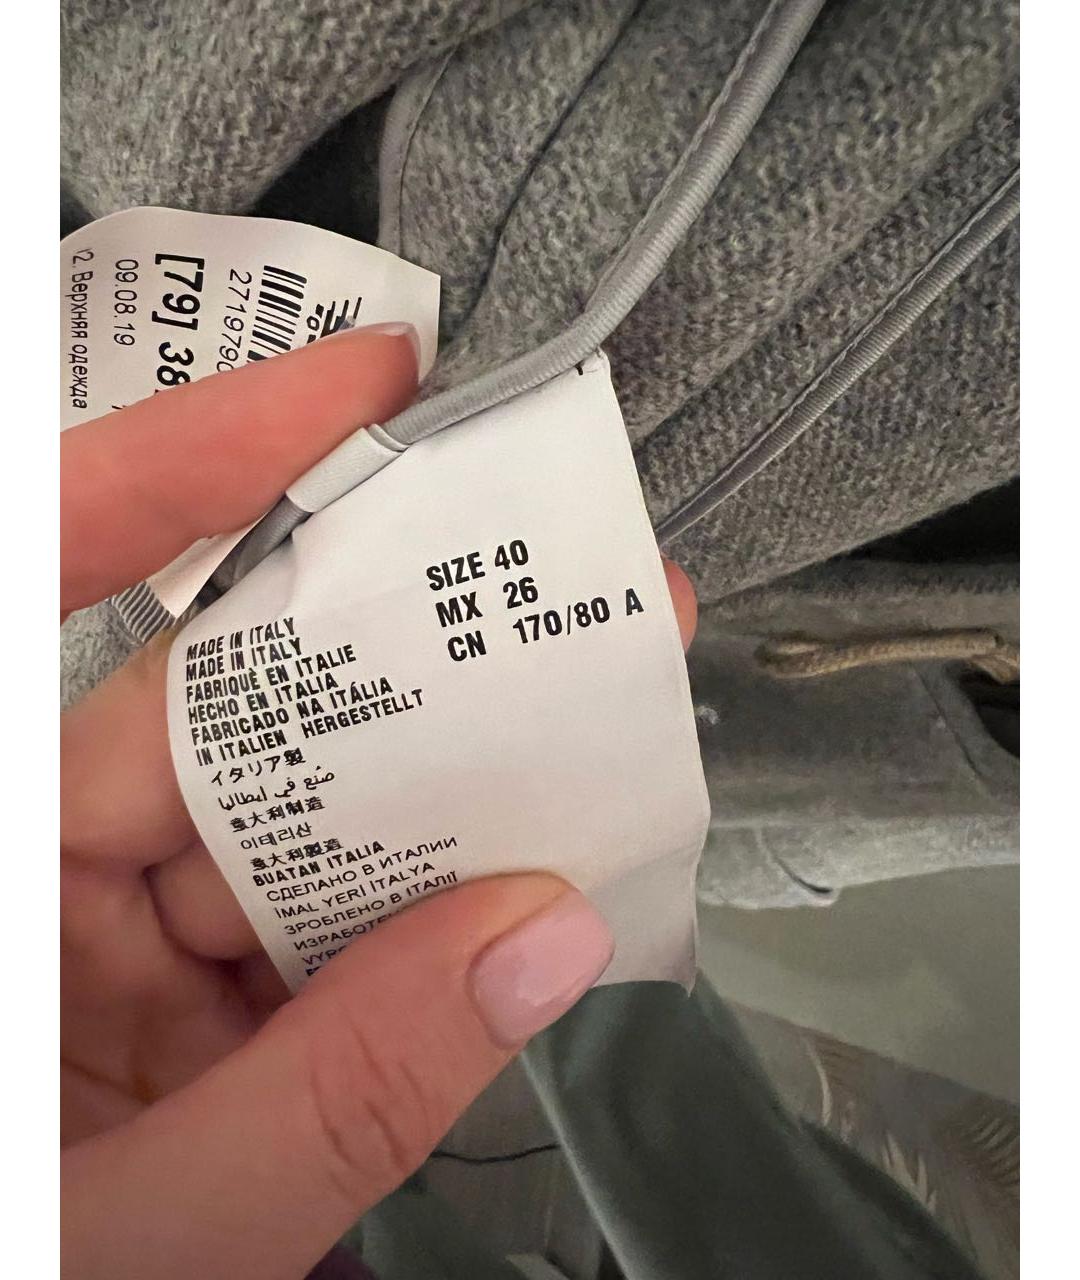 12. Верхняя одежда
09.08.19
[79] 38
2719790
SIZE 40
MX 26
CN 170/80 A
MADE IN ITALY
MADE IN ITALY
FABRIQUÈ EN ITALIE
HECHO EN ITALIA
FABRICADO NA ITÁLIA
IN ITALIEN HERGESTELLT
イタリア製
صنع في إيطاليا
意大利制造
이태리산
意大利製造
BUATAN ITALIA
СДЕЛАНО В ИТАЛИИ
İMAL YERİ İTALYA
ЗРОБЛЕНО В ІТАЛІЇ